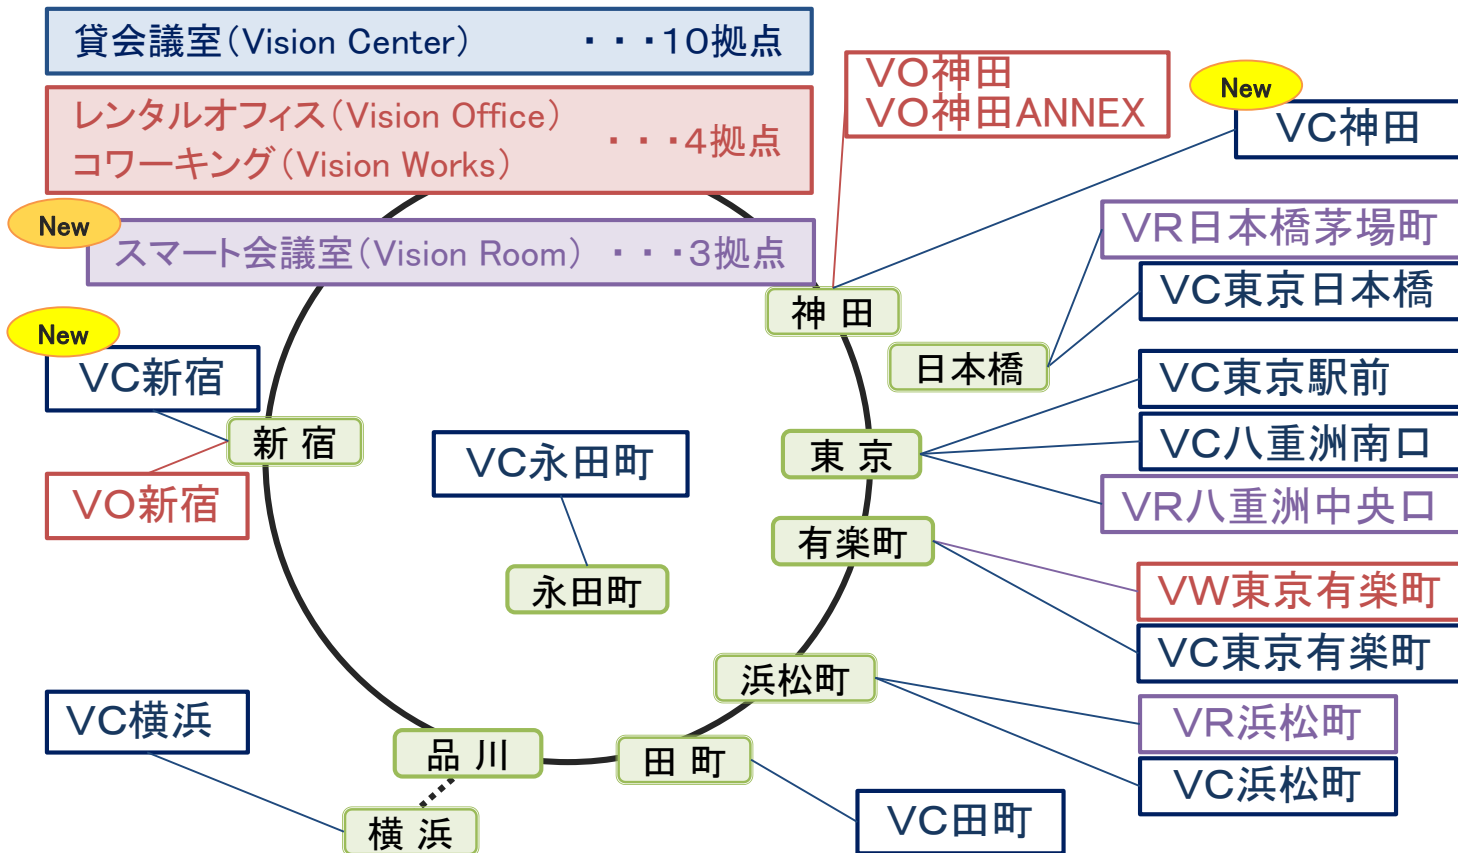 貸会議室（Vision Center）　・・・10拠点
レンタルオフィス（Vision Office）
コワーキング（Vision Works）
・・・4拠点
New
スマート会議室（Vision Room）・・・3拠点
VO神田
VO神田ANNEX
New
VC神田
VR日本橋茅場町
VC東京日本橋
神 田
日本橋
New
VC新宿
新 宿
VO新宿
VC永田町
永田町
東 京
VC東京駅前
VC八重洲南口
VR八重洲中央口
有楽町
VW東京有楽町
VC東京有楽町
浜松町
VR浜松町
VC浜松町
VC横浜
品 川
田 町
横 浜
VC田町